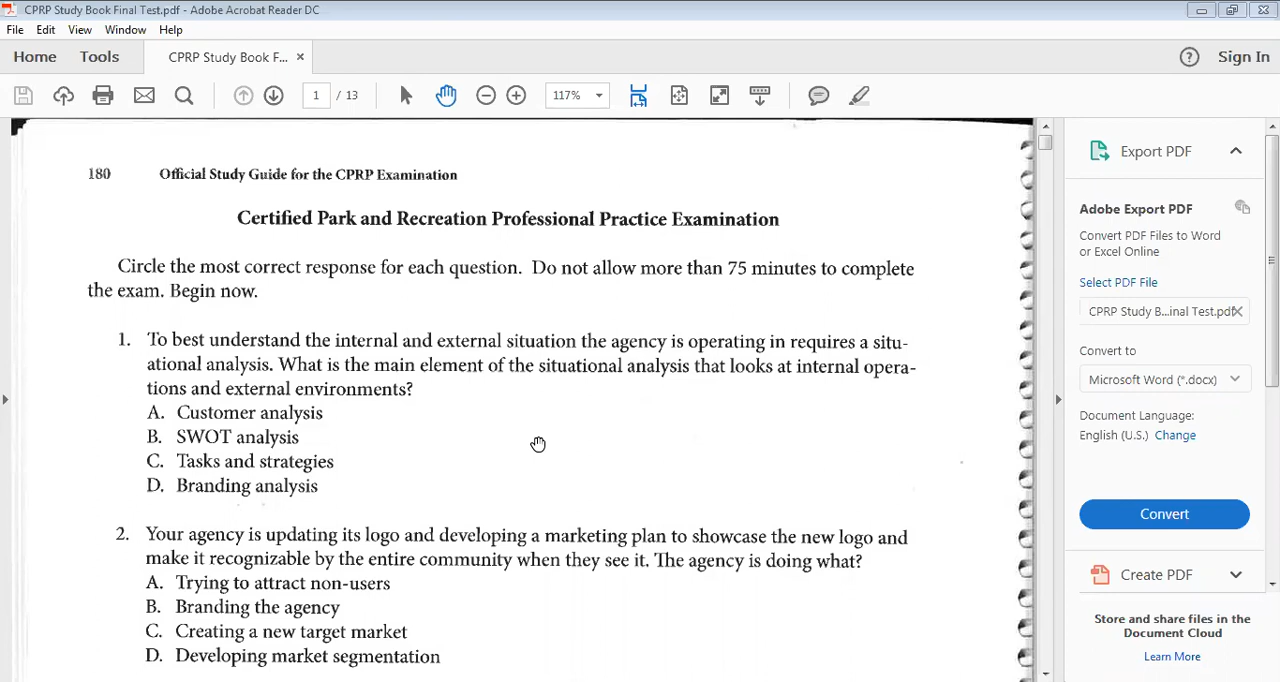 CPRP Study Book Final Test.pdf - Adobe Acrobat Reader DC
File Edit View Window Help
Home Tools CPRP Study Book F... × ? Sign In
1 / 13 117%
180 Official Study Guide for the CPRP Examination
Certified Park and Recreation Professional Practice Examination
Circle the most correct response for each question. Do not allow more than 75 minutes to complete
the exam. Begin now.
1. To best understand the internal and external situation the agency is operating in requires a situ-
ational analysis. What is the main element of the situational analysis that looks at internal opera-
tions and external environments?
A. Customer analysis
B. SWOT analysis
C. Tasks and strategies
D. Branding analysis
2. Your agency is updating its logo and developing a marketing plan to showcase the new logo and
make it recognizable by the entire community when they see it. The agency is doing what?
A. Trying to attract non-users
B. Branding the agency
C. Creating a new target market
D. Developing market segmentation
Export PDF
Adobe Export PDF
Convert PDF Files to Word
or Excel Online
Select PDF File
CPRP Study B...inal Test.pdf
Convert to
Microsoft Word (*.docx)
Document Language:
English (U.S.) Change
Convert
Create PDF
Store and share files in the
Document Cloud
Learn More